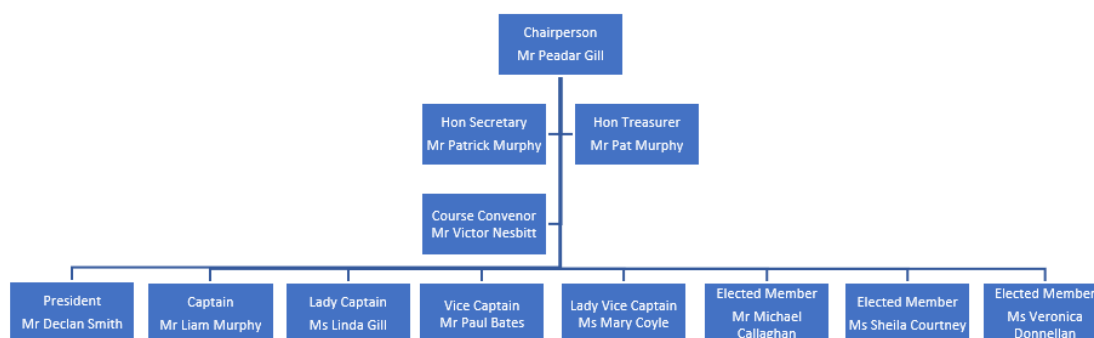 Chairperson
Mr Peadar Gill
Hon Secretary
Mr Patrick Murphy
Hon Treasurer
Mr Pat Murphy
Course Convenor
Mr Victor Nesbitt
President
Mr Declan Smith
Captain
Mr Liam Murphy
Lady Captain
Ms Linda Gill
Vice Captain
Mr Paul Bates
Lady Vice Captain
Ms Mary Coyle
Elected Member
Mr Michael
Callaghan
Elected Member
Ms Sheila Courtney
Elected Member
Ms Veronica
Donnellan